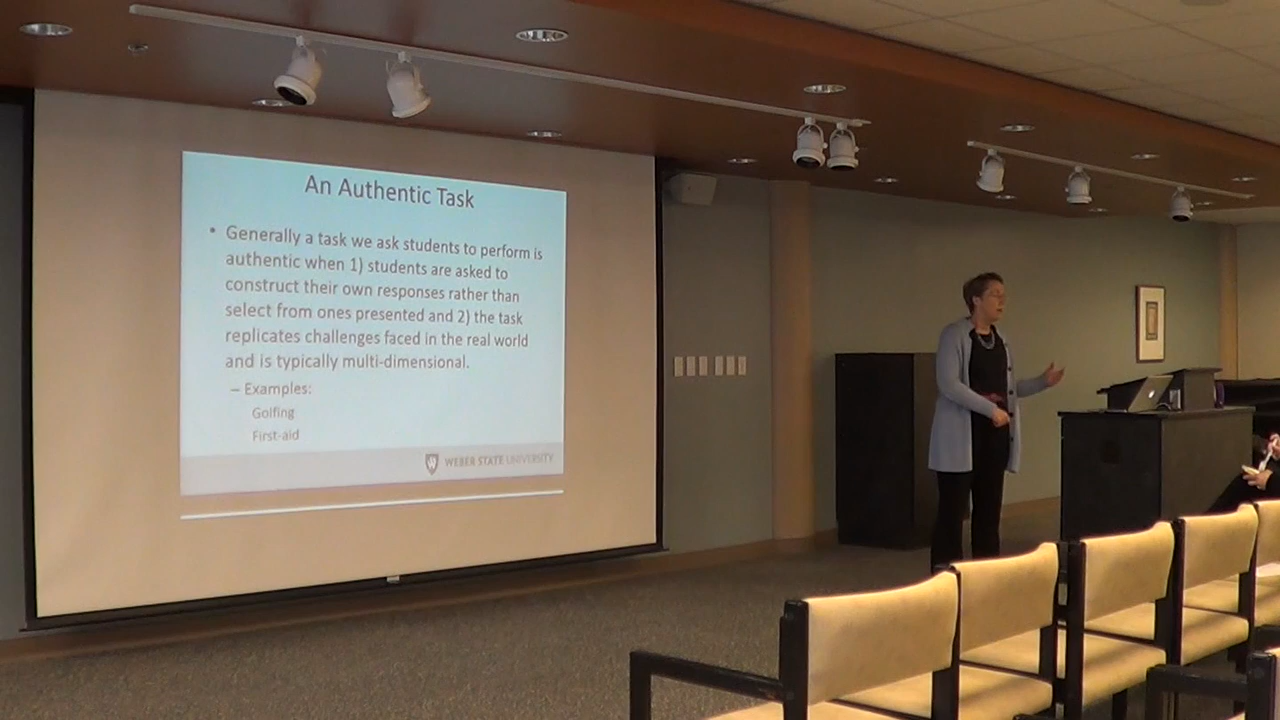 An Authentic Task
• Generally a task we ask students to perform is
authentic when 1) students are asked to
construct their own responses rather than
select from ones presented and 2) the task
replicates challenges faced in the real world
and is typically multi-dimensional.
– Examples:
Golfing
First-aid
WEBER STATE UNIVERSITY